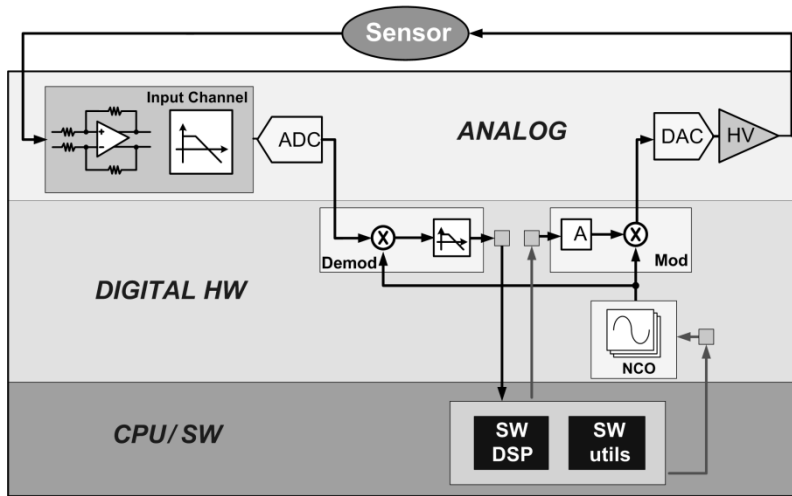 Sensor
Input Channel
ADC
ANALOG
DAC
HV
X
A
X
Demod
Mod
DIGITAL HW
NCO
CPU/ SW
SW
DSP
SW
utils
+
-